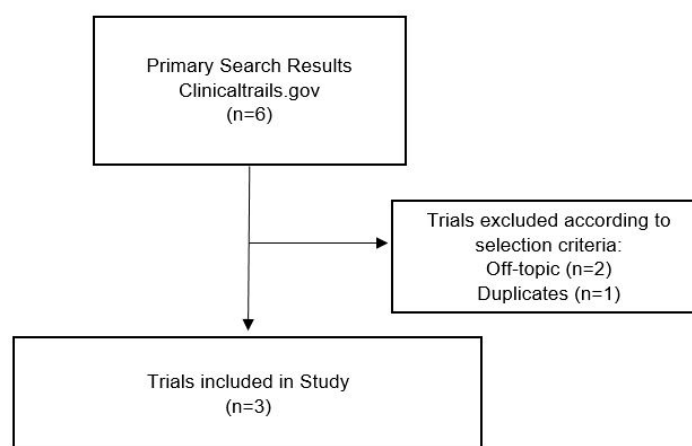 Primary Search Results
Clinicaltrails.gov
(n=6)
Trials excluded according to
selection criteria:
Off-topic (n=2)
Duplicates (n=1)
Trials included in Study
(n=3)